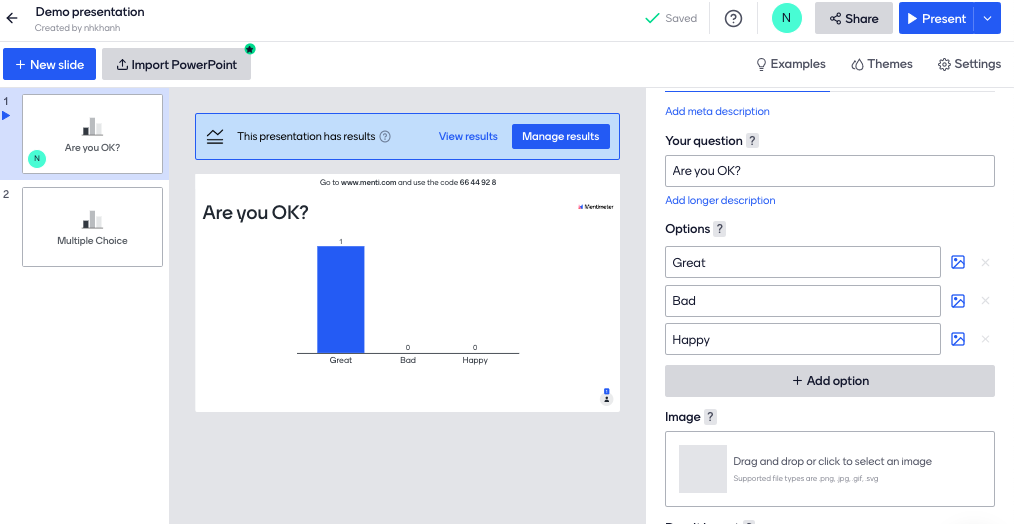 Demo presentation
Created by nhkhanh
Saved
?
N
Share
Present
+ New slide
Import PowerPoint
Examples
Themes
Settings
1
Are you OK?
N
2
Multiple Choice
This presentation has results ?
View results
Manage results
Go to www.menti.com and use the code 66 44 92 8
Are you OK?
Mentimeter
1
0
0
Great
Bad
Happy
Add meta description
Your question ?
Are you OK?
Add longer description
Options ?
Great
Bad
Happy
+ Add option
Image ?
Drag and drop or click to select an image
Supported file types are .png, .jpg, .gif, .svg